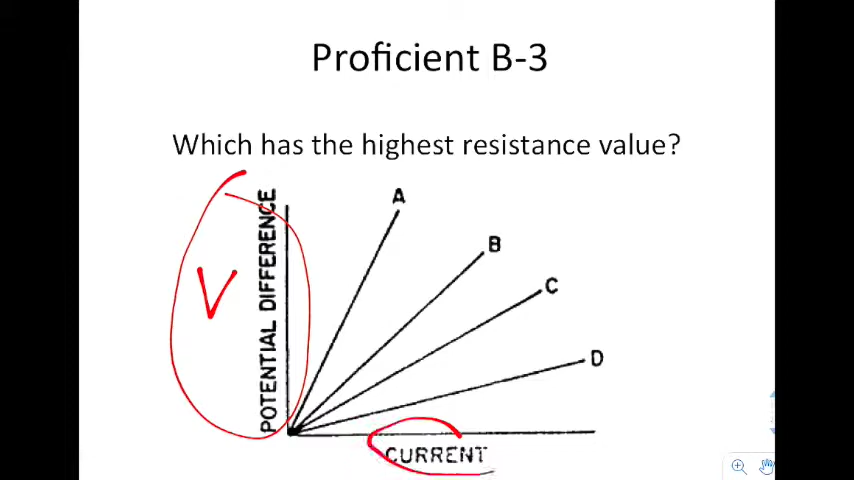 Proficient B-3
Which has the highest resistance value?
POTENTIAL DIFFERENCE
V
A
B
C
D
CURRENT